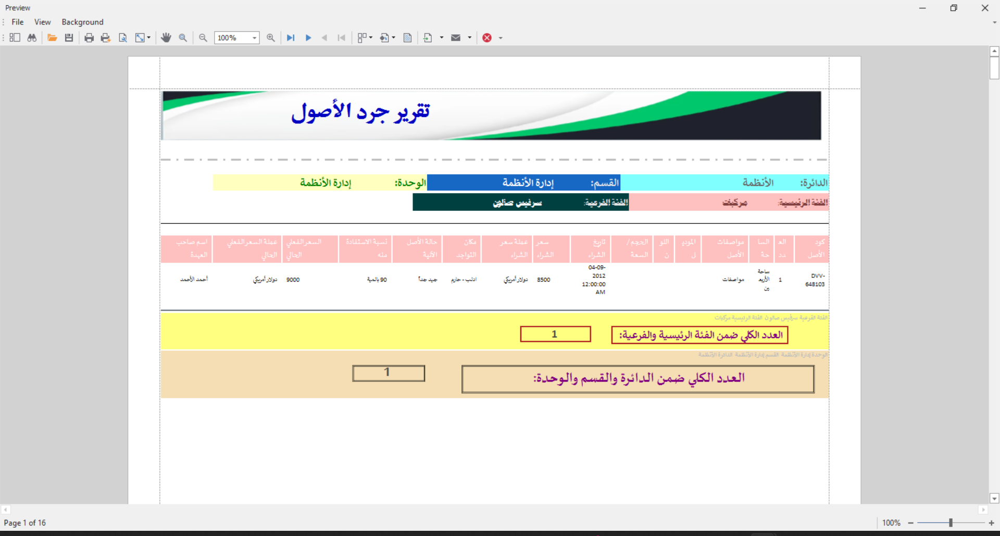 Preview
File View Background
100%
تقرير جرد الأصول
الدائرة: الأنظمة القسم: إدارة الأنظمة الوحدة: إدارة الأنظمة
الفئة الرئيسية: مركبات الفئة الفرعية: سرفيس صالون
كود الأصل العدد الساحة مواصفات الأصل الموديل اللون الحجم/ السعة تاريخ الشراء سعر الشراء عملة سعر الشراء مكان التواجد حالة الأصل الآنية نسبة الاستفادة منه السعر الفعلي الحالي عملة السعر الفعلي الحالي اسم صاحب العهدة
DVV-648103 1 ساحة الأربعين مواصفات 04-09-2012 12:00:00 AM 8500 دولار أمريكي ادلب - حارم جيد جداً 90 بالمية 9000 دولار أمريكي أحمد الأحمد
الفئة الفرعية سرفيس صالون الفئة الرئيسية مركبات
العدد الكلي ضمن الفئة الرئيسية والفرعية: 1
الوحدة إدارة الأنظمة القسم إدارة الأنظمة الدائرة الأنظمة
العدد الكلي ضمن الدائرة والقسم والوحدة: 1
Page 1 of 16
100%